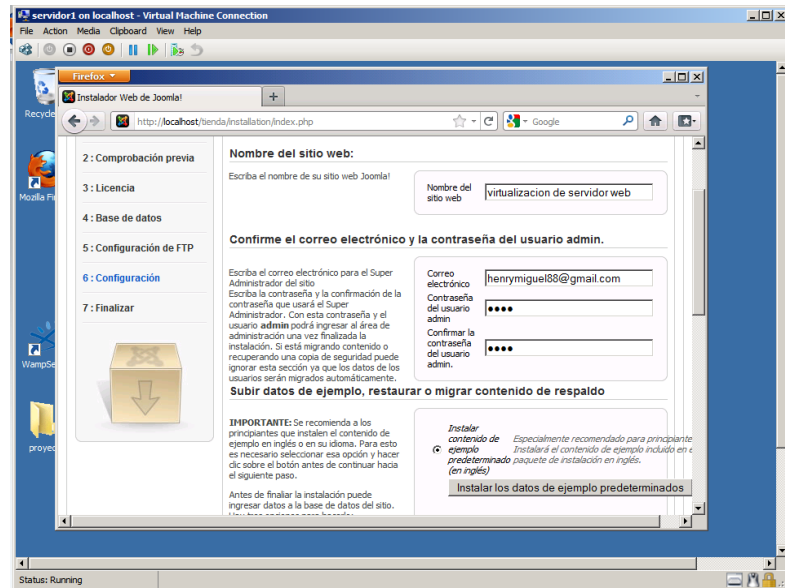 servidor1 on localhost - Virtual Machine Connection
File Action Media Clipboard View Help
Firefox
Instalador Web de Joomla!
http://localhost/tienda/installation/index.php
Google
Recycle
Mozilla Fi
WampSe
proyec
2 : Comprobación previa
3 : Licencia
4 : Base de datos
5 : Configuración de FTP
6 : Configuración
7 : Finalizar
Nombre del sitio web:
Escriba el nombre de su sitio web Joomla!
Nombre del
sitio web
virtualizacion de servidor web
Confirme el correo electrónico y la contraseña del usuario admin.
Escriba el correo electrónico para el Super
Administrador del sitio
Escriba la contraseña y la confirmación de la
contraseña que usará el Super
Administrador. Con esta contraseña y el
usuario admin podrá ingresar al área de
administración una vez finalizada la
instalación. Si está migrando contenido o
recuperando una copia de seguridad puede
ignorar esta sección ya que los datos de los
usuarios serán migrados automáticamente.
Correo
electrónico
henrymiguel88@gmail.com
Contraseña
del usuario
admin
Confirmar la
contraseña
del usuario
admin.
Subir datos de ejemplo, restaurar o migrar contenido de respaldo
IMPORTANTE: Se recomienda a los
principiantes que instalen el contenido de
ejemplo en inglés o en su idioma. Para esto
es necesario seleccionar esa opción y hacer
clic sobre el botón antes de continuar hacia
el siguiente paso.
Antes de finaliar la instalación puede
ingresar datos a la base de datos del sitio.
Instalar
contenido de
ejemplo
predeterminado
(en inglés)
Especialmente recomendado para principiante
Instalará el contenido de ejemplo incluido en e
paquete de instalación en inglés.
Instalar los datos de ejemplo predeterminados
Status: Running